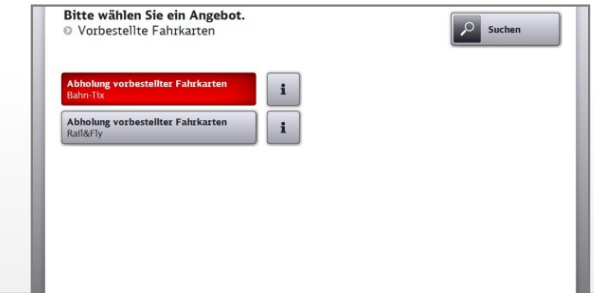 Bitte wählen Sie ein Angebot.
Vorbestellte Fahrkarten
Suchen
Abholung vorbestellter Fahrkarten
Bahn-Tix
i
Abholung vorbestellter Fahrkarten
Rail&Fly
i